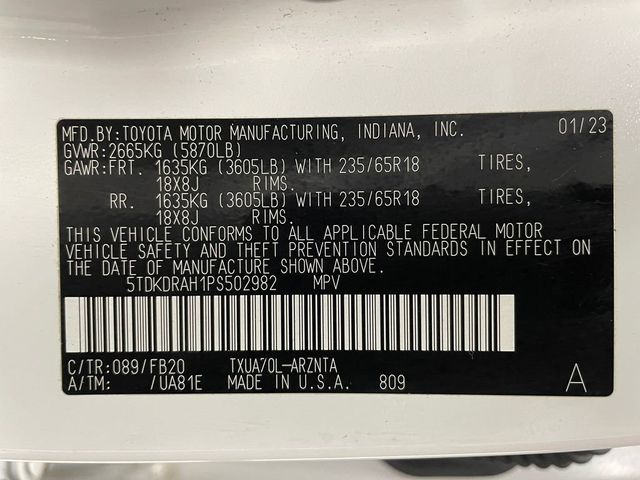 MFD.BY:TOYOTA MOTOR MANUFACTURING, INDIANA, INC. 01/23
GVWR:2665KG (5870LB)
GAWR:FRT. 1635KG (3605LB) WITH 235/65R18 TIRES,
18X8J RIMS.
RR. 1635KG (3605LB) WITH 235/65R18 TIRES,
18X8J RIMS.
THIS VEHICLE CONFORMS TO ALL APPLICABLE FEDERAL MOTOR
VEHICLE SAFETY AND THEFT PREVENTION STANDARDS IN EFFECT ON
THE DATE OF MANUFACTURE SHOWN ABOVE.
5TDKDRAH1PS502982 MPV
C/TR:089/FB20 TXUA70L-ARZNTA
A/TM: /UA81E MADE IN U.S.A. 809 A